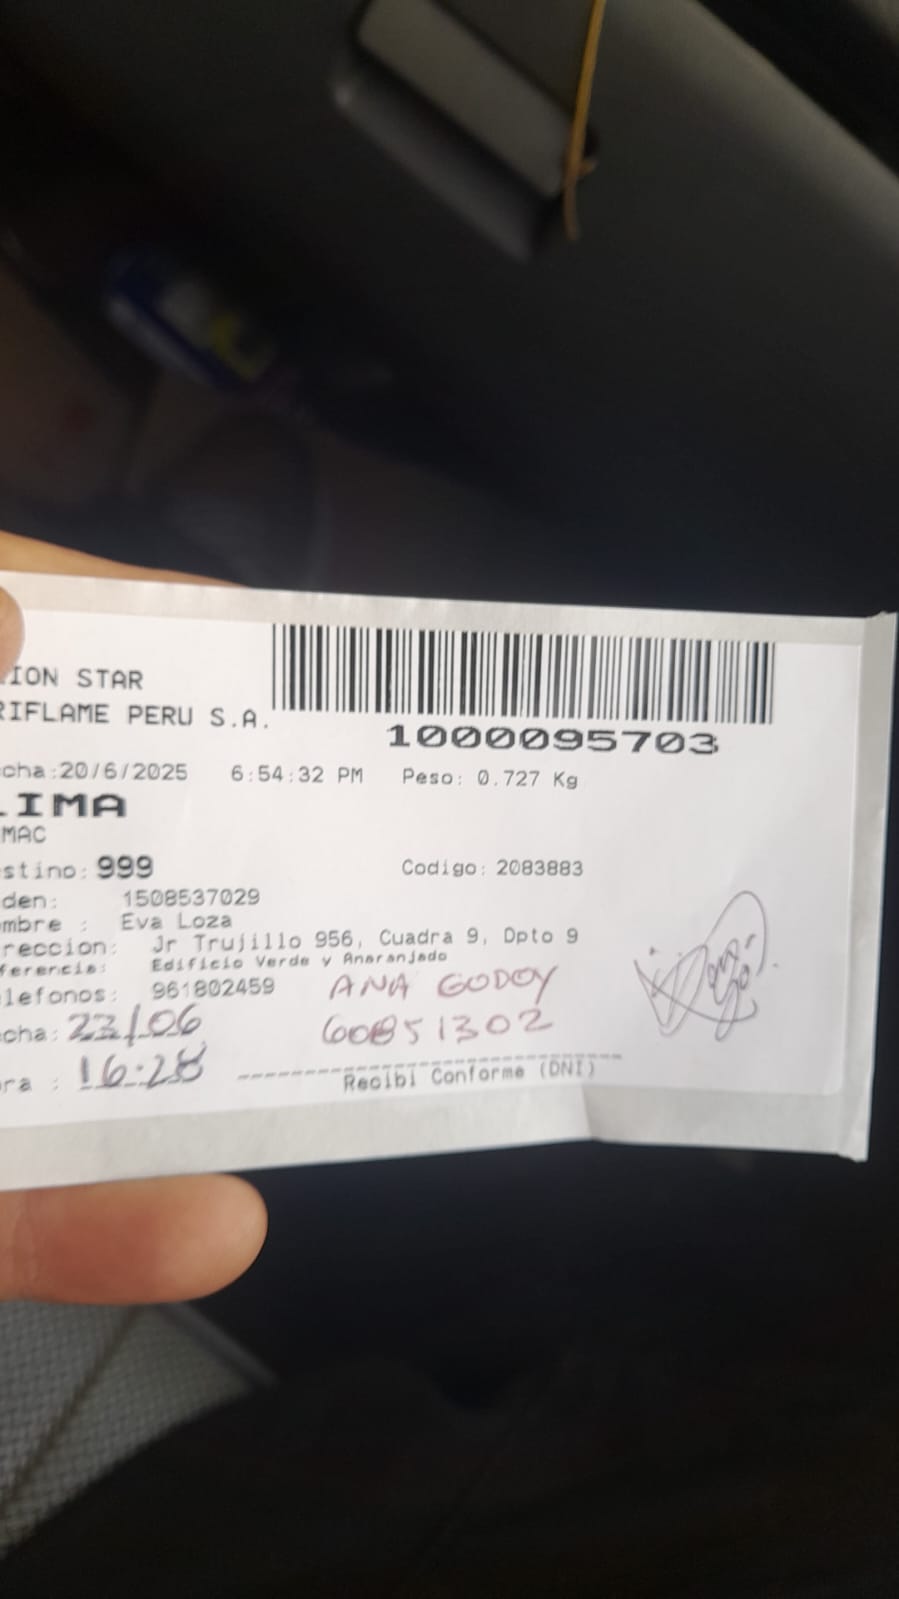 ION STAR
RIFLAME PERU S.A.
1000095703
cha:20/6/2025 6:54:32 PM Peso: 0.727 Kg
LIMA
MAC
stino: 999 Codigo: 2083883
den: 1508537029
mbre : Eva Loza
reccion: Jr Trujillo 956, Cuadra 9, Dpto 9
ferencia: Edificio Verde y Anaranjado
lefonos: 961802459 ANA GODOY
cha: 23/06 60851302
ra : 16:28
Recibi Conforme (DNI)